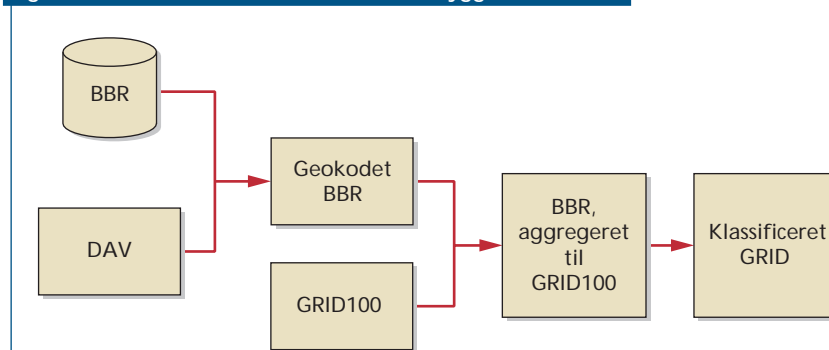 BBR
DAV
Geokodet
BBR
GRID100
BBR,
aggregeret
til
GRID100
Klassificeret
GRID